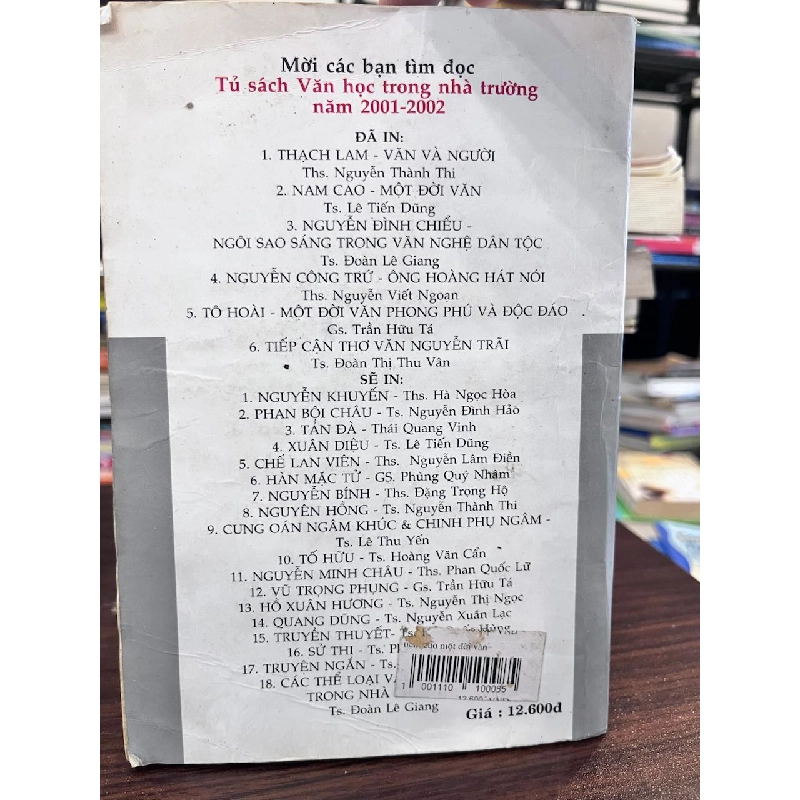 Mời các bạn tìm đọc
Tủ sách Văn học trong nhà trường
năm 2001-2002
ĐÃ IN:
1. THẠCH LAM - VĂN VÀ NGƯỜI
Ths. Nguyễn Thành Thi
2. NAM CAO - MỘT ĐỜI VĂN
Ts. Lê Tiến Dũng
3. NGUYỄN ĐÌNH CHIỂU -
NGÔI SAO SÁNG TRONG VĂN NGHỆ DÂN TỘC
Ts. Đoàn Lê Giang
4. NGUYỄN CÔNG TRỨ - ÔNG HOÀNG HÁT NÓI
Ths. Nguyễn Viết Ngoạn
5. TÔ HOÀI - MỘT ĐỜI VĂN PHONG PHÚ VÀ ĐỘC ĐÁO
Gs. Trần Hữu Tá
6. TIẾP CẬN THƠ VĂN NGUYỄN TRÃI
Ts. Đoàn Thị Thu Vân
SẼ IN:
1. NGUYỄN KHUYẾN - Ths. Hà Ngọc Hòa
2. PHAN BỘI CHÂU - Ts. Nguyễn Đình Hảo
3. TẢN ĐÀ - Thái Quang Vinh
4. XUÂN DIỆU - Ts. Lê Tiến Dũng
5. CHẾ LAN VIÊN - Ths. Nguyễn Lâm Điền
6. HÀN MẶC TỬ - GS. Phùng Quý Nhâm
7. NGUYỄN BÍNH - Ths. Đặng Trọng Hộ
8. NGUYÊN HỒNG - Ts. Nguyễn Thành Thi
9. CUNG OÁN NGÂM KHÚC & CHINH PHỤ NGÂM -
Ts. Lê Thu Yến
10. TỐ HỮU - Ts. Hoàng Văn Cẩn
11. NGUYỄN MINH CHÂU - Ths. Phan Quốc Lữ
12. VŨ TRỌNG PHỤNG - Gs. Trần Hữu Tá
13. HỒ XUÂN HƯƠNG - Ts. Nguyễn Thị Ngọc
14. QUANG DŨNG - Ts. Nguyễn Xuân Lạc
15. TRUYỀN THUYẾT - Ts. Hùng
16. SỬ THI - Ts.
17. TRUYỆN NGẮN - Ts.
18. CÁC THỂ LOẠI
TRONG NHÀ
Ts. Đoàn Lê Giang
cao một đời văn
1 001110 100095
Giá : 12.600đ